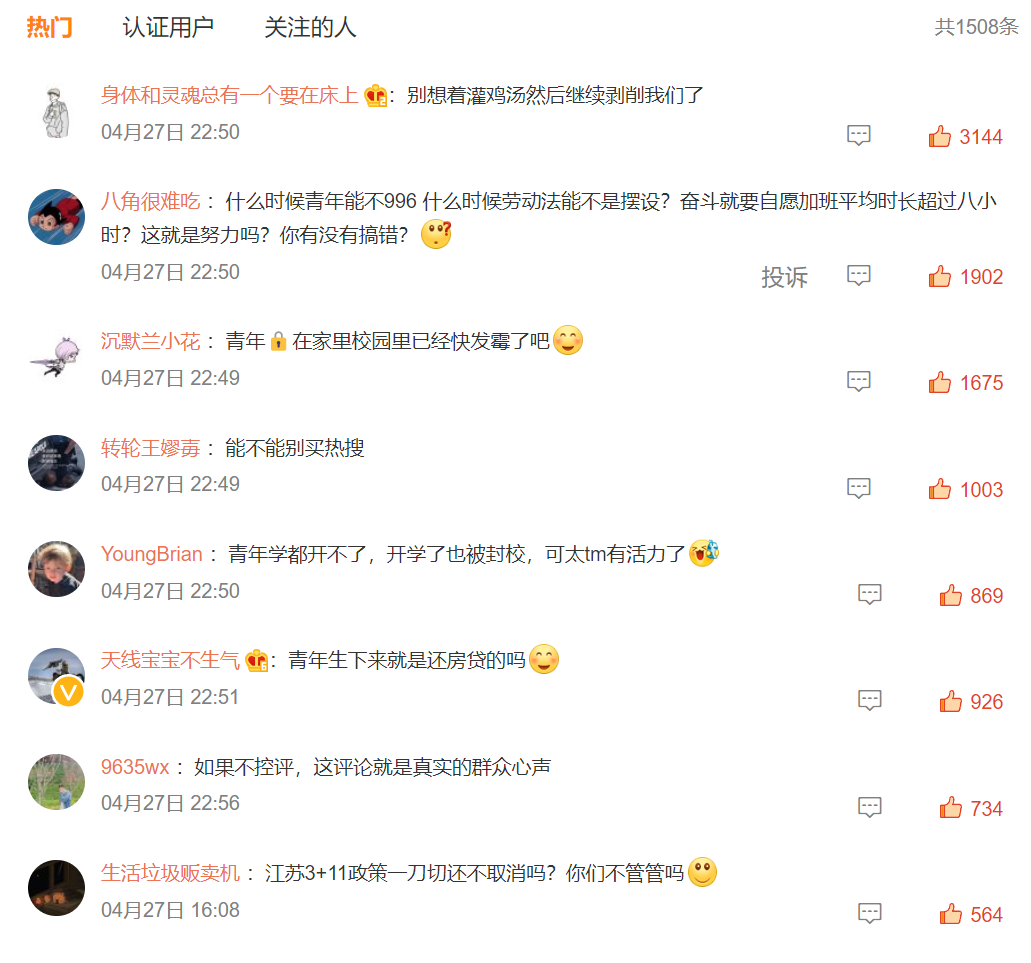 热门 认证用户 关注的人 共1508条
身体和灵魂总有一个要在床上：别想着灌鸡汤然后继续剥削我们了
04月27日 22:50 3144
八角很难吃：什么时候青年能不996 什么时候劳动法能不是摆设？奋斗就要自愿加班平均时长超过八小
时？这就是努力吗？你有没有搞错？
04月27日 22:50 投诉 1902
沉默兰小花：青年🔒在家里校园里已经快发霉了吧
04月27日 22:49 1675
转轮王嫪毐：能不能别买热搜
04月27日 22:49 1003
YoungBrian：青年学都开不了，开学了也被封校，可太tm有活力了
04月27日 22:50 869
天线宝宝不生气：青年生下来就是还房贷的吗
04月27日 22:51 926
9635wx：如果不控评，这评论就是真实的群众心声
04月27日 22:56 734
生活垃圾贩卖机：江苏3+11政策一刀切还不取消吗？你们不管管吗
04月27日 16:08 564